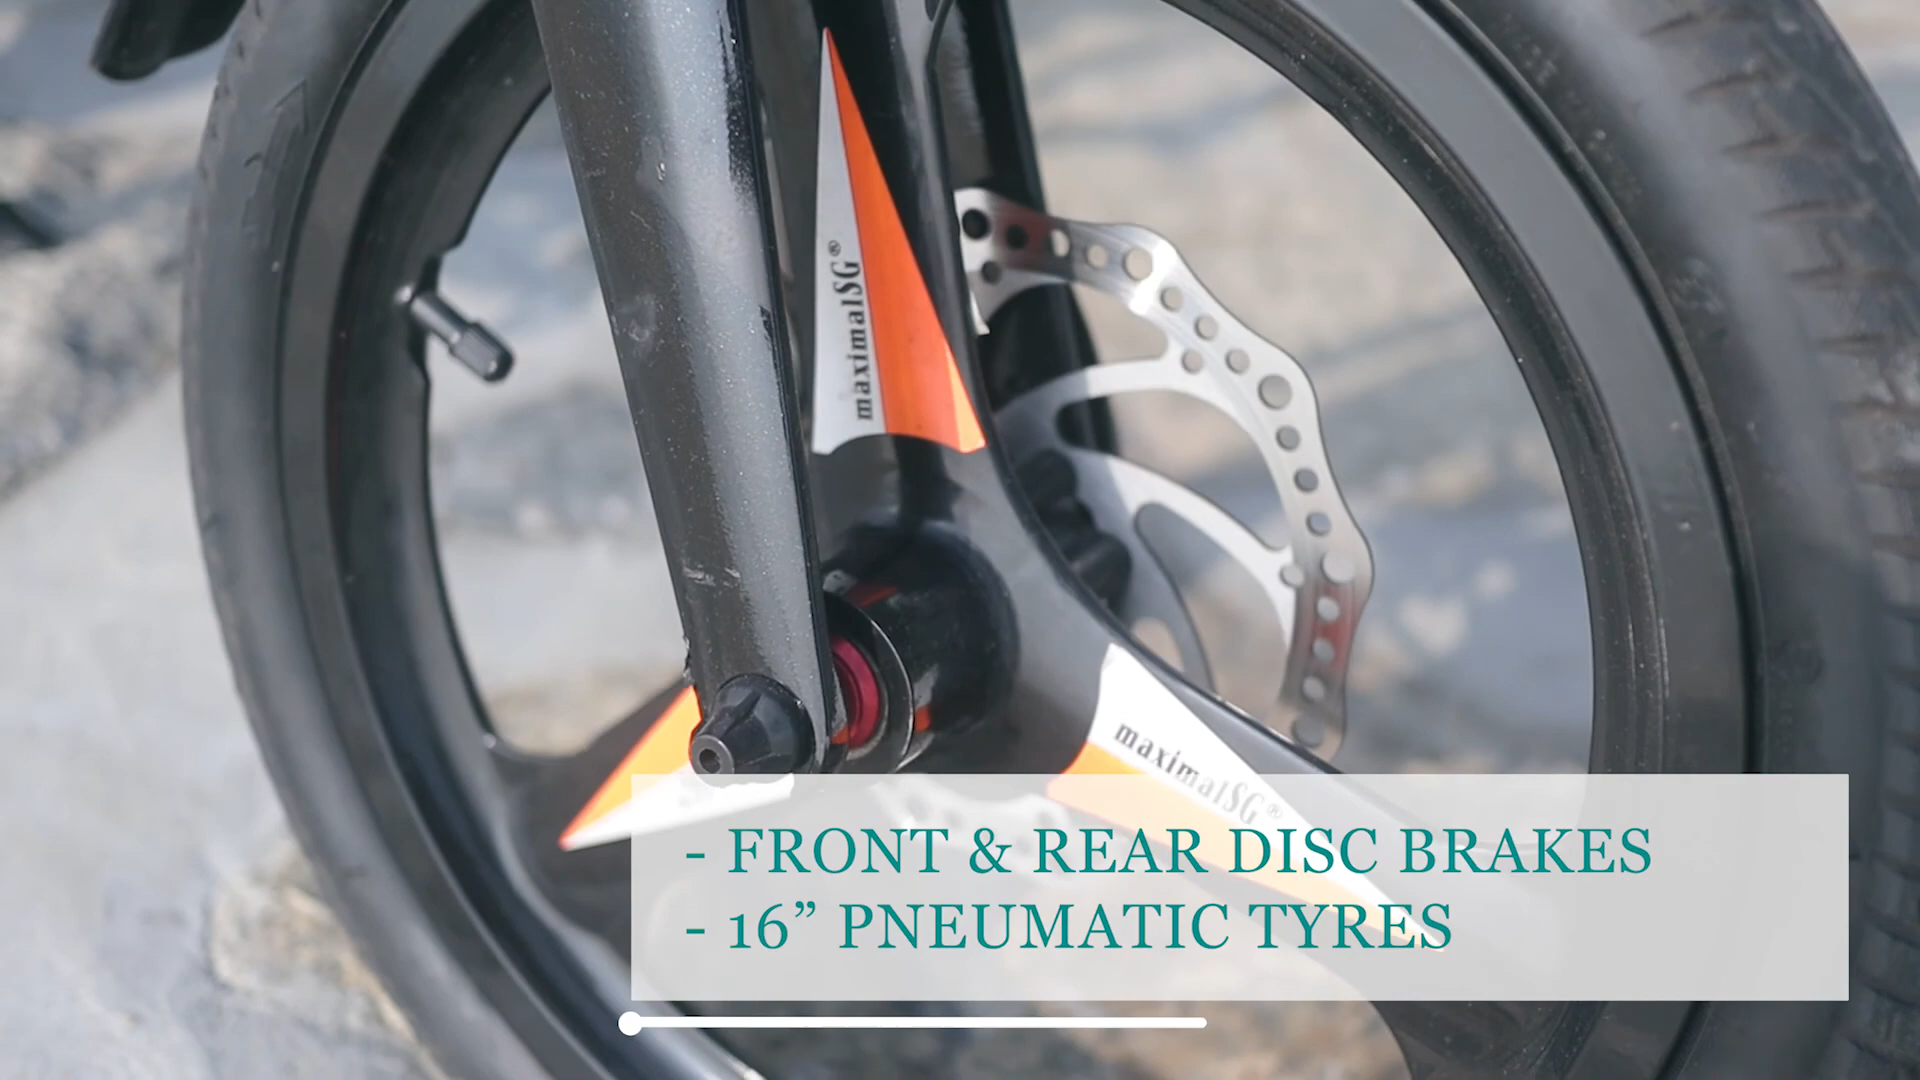 maximalSG®
maximalSG®
- FRONT & REAR DISC BRAKES
- 16” PNEUMATIC TYRES